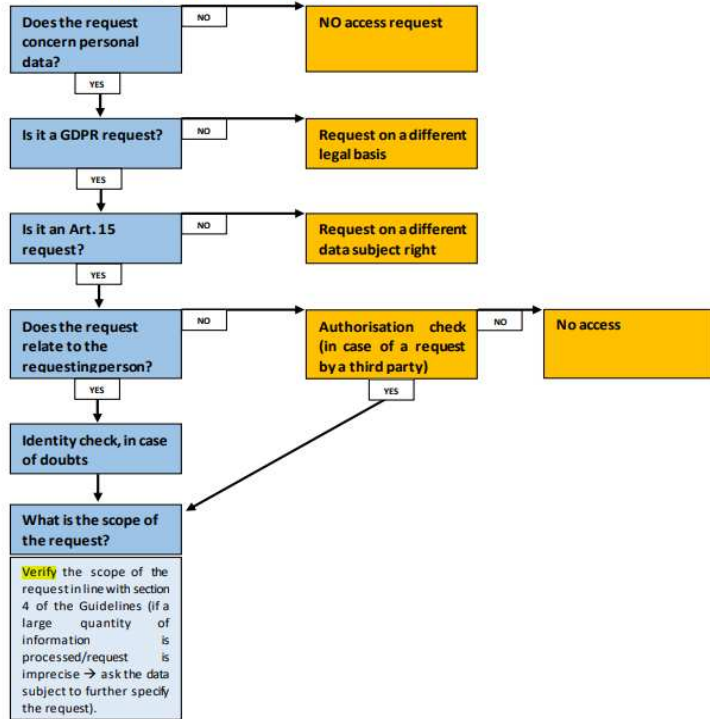 Does the request
concern personal
data?
NO
NO access request
YES
Is it a GDPR request?
NO
Request on a different
legal basis
YES
Is it an Art. 15
request?
NO
Request on a different
data subject right
YES
Does the request
relate to the
requestingperson?
NO
Authorisation check
(in case of a request
by a third party)
NO
No access
YES
YES
Identity check, in case
of doubts
What is the scope of
the request?
Verify the scope of the
request in line with section
4 of the Guidelines (if a
large quantity of
information is
processed/request is
imprecise → ask the data
subject to further specify
the request).